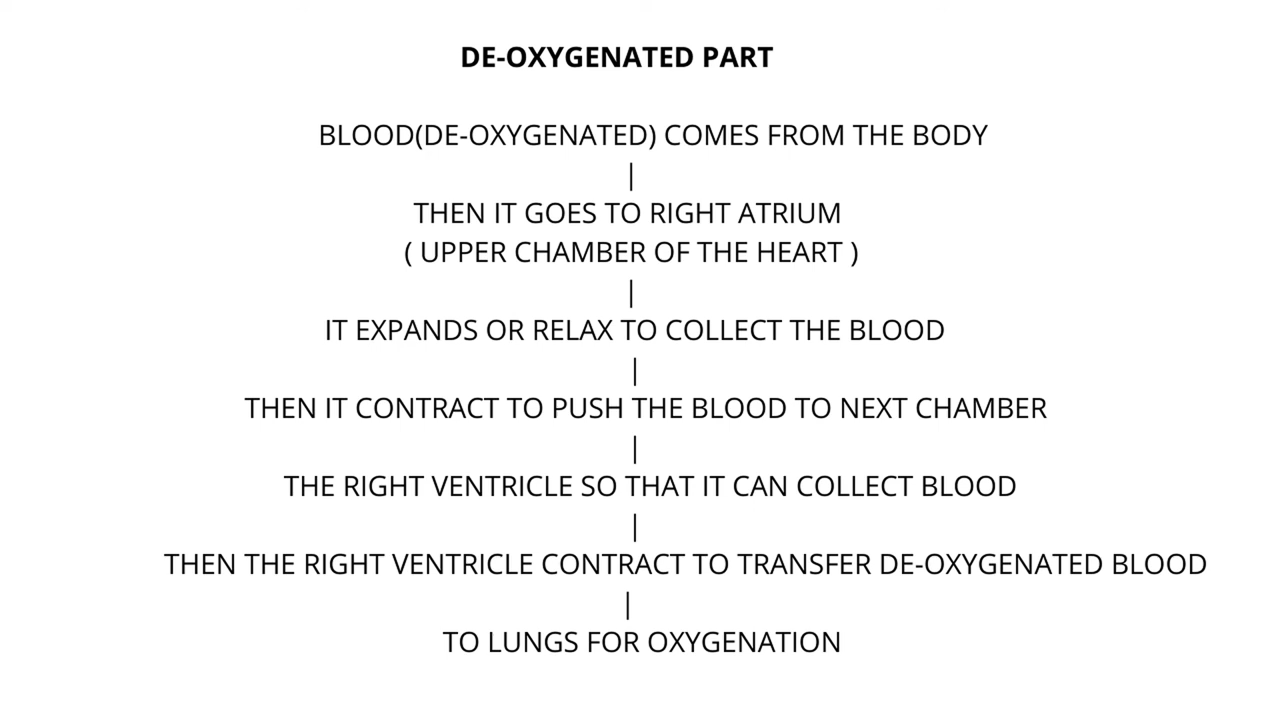 DE-OXYGENATED PART
BLOOD(DE-OXYGENATED) COMES FROM THE BODY
|
THEN IT GOES TO RIGHT ATRIUM
( UPPER CHAMBER OF THE HEART )
|
IT EXPANDS OR RELAX TO COLLECT THE BLOOD
|
THEN IT CONTRACT TO PUSH THE BLOOD TO NEXT CHAMBER
|
THE RIGHT VENTRICLE SO THAT IT CAN COLLECT BLOOD
|
THEN THE RIGHT VENTRICLE CONTRACT TO TRANSFER DE-OXYGENATED BLOOD
|
TO LUNGS FOR OXYGENATION